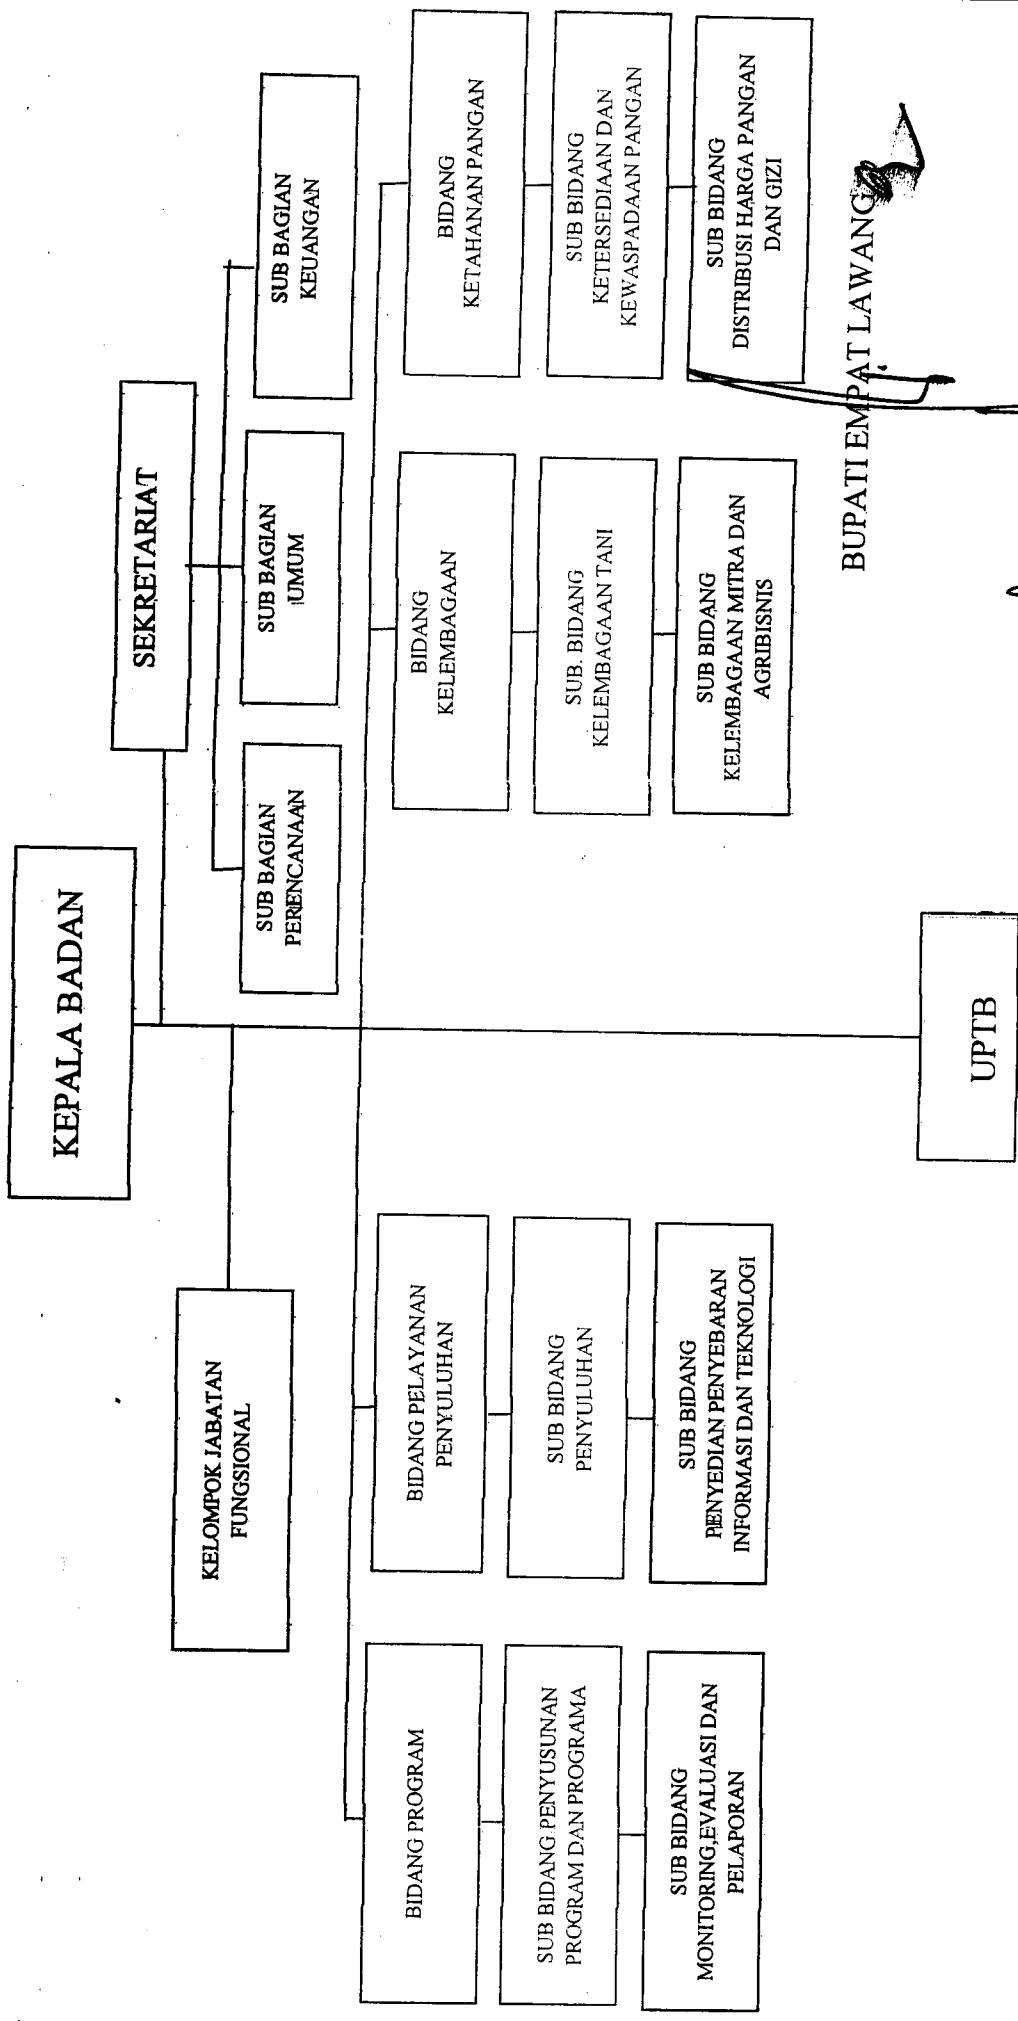 KEPALA BADAN
KELOMPOK JABATAN
FUNGSIONAL
SEKRETARIAT
SUB BAGIAN
PERENCANAAN
SUB BAGIAN
UMUM
SUB BAGIAN
KEUANGAN
BIDANG PROGRAM
SUB BIDANG PENYUSUNAN
PROGRAM DAN PROGRAMA
SUB BIDANG
MONITORING,EVALUASI DAN
PELAPORAN
BIDANG PELAYANAN
PENYULUHAN
SUB BIDANG
PENYULUHAN
SUB BIDANG
PENYEDIAN PENYEBARAN
INFORMASI DAN TEKNOLOGI
BIDANG
KELEMBAGAAN
SUB. BIDANG
KELEMBAGAAN TANI
SUB BIDANG
KELEMBAGAAN MITRA DAN
AGRIBISNIS
BIDANG
KETAHANAN PANGAN
SUB BIDANG
KETERSEDIAAN DAN
KEWASPADAAN PANGAN
SUB BIDANG
DISTRIBUSI HARGA PANGAN
DAN GIZI
UPTB
BUPATI EMPAT LAWANG